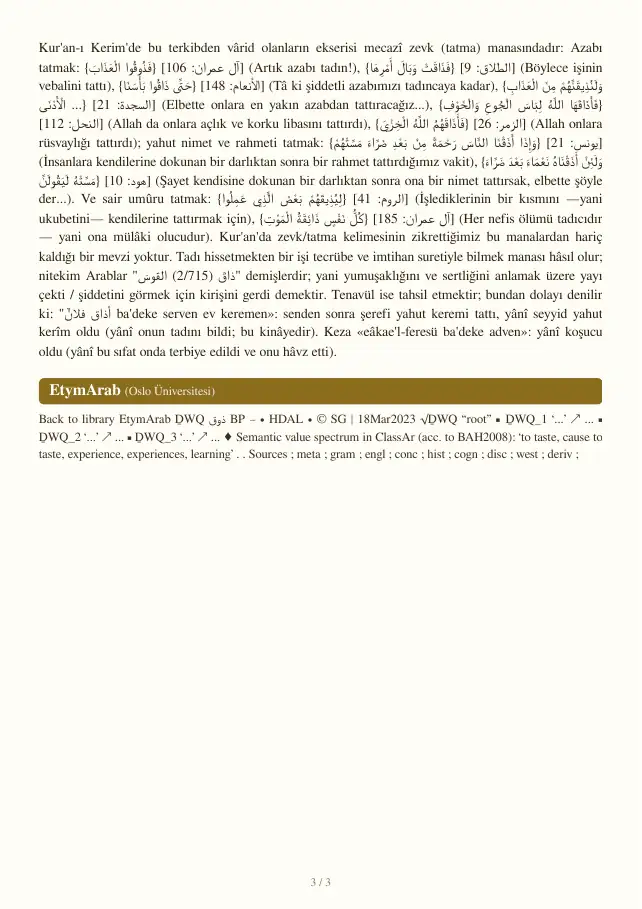 Kur'an-ı Kerim'de bu terkibden vârid olanların ekserisi mecazî zevk (tatma) manasındadır: Azabı
tatmak: {فَذُوقُوا الْعَذَابَ} [آل عمران: 106] (Artık azabı tadın!), {فَذَاقَتْ وَبَالَ أَمْرِهَا} [الطلاق: 9] (Böylece işinin
vebalini tattı), {حَتَّى ذَاقُوا بَأْسَنَا} [الأنعام: 148] (Tâ ki şiddetli azabımızı tadıncaya kadar), {وَلَنُذِيقَنَّهُمْ مِنَ الْعَذَابِ
الْأَدْنَى ...} [السجدة: 21] (Elbette onlara en yakın azabdan tattıracağız...), {فَأَذَاقَهَا اللَّهُ لِبَاسَ الْجُوعِ وَالْخَوْفِ}
[النحل: 112] (Allah da onlara açlık ve korku libasını tattırdı), {فَأَذَاقَهُمُ اللَّهُ الْخِزْيَ} [الزمر: 26] (Allah onlara
rüsvaylığı tattırdı); yahut nimet ve rahmeti tatmak: {وَإِذَا أَذَقْنَا النَّاسَ رَحْمَةً مِنْ بَعْدِ ضَرَّاءَ مَسَّتْهُمْ} [يونس: 21]
(İnsanlara kendilerine dokunan bir darlıktan sonra bir rahmet tattırdığımız vakit), {وَلَئِنْ أَذَقْنَاهُ نَعْمَاءَ بَعْدَ ضَرَّاءَ
مَسَّتْهُ لَيَقُولَنَّ} [هود: 10] (Şayet kendisine dokunan bir darlıktan sonra ona bir nimet tattırsak, elbette şöyle
der...). Ve sair umûru tatmak: {لِيُذِيقَهُمْ بَعْضَ الَّذِي عَمِلُوا} [الروم: 41] (İşlediklerinin bir kısmını —yani
ukubetini— kendilerine tattırmak için), {كُلُّ نَفْسٍ ذَائِقَةُ الْمَوْتِ} [آل عمران: 185] (Her nefis ölümü tadıcıdır
— yani ona mülâki olucudur). Kur'an'da zevk/tatma kelimesinin zikrettiğimiz bu manalardan hariç
kaldığı bir mevzi yoktur. Tadı hissetmekten bir işi tecrübe ve imtihan suretiyle bilmek manası hâsıl olur;
nitekim Arablar "ذاق (2/715) القوسَ" demişlerdir; yani yumuşaklığını ve sertliğini anlamak üzere yayı
çekti / şiddetini görmek için kirişini gerdi demektir. Tenavül ise tahsil etmektir; bundan dolayı denilir
ki: "أذاق فلانٌ ba'deke serven ev keremen»: senden sonra şerefi yahut keremi tattı, yânî seyyid yahut
kerîm oldu (yânî onun tadını bildi; bu kinâyedir). Keza «eâkae'l-feresü ba'deke adven»: yânî koşucu
oldu (yânî bu sıfat onda terbiye edildi ve onu hâvz etti).
EtymArab (Oslo Üniversitesi)
Back to library EtymArab ḎWQ ذوق BP – • HDAL • © SG | 18Mar2023 √ḎWQ “root” ▪ ḎWQ_1 ‘...’ ↗ ... ▪
ḎWQ_2 ‘...’ ↗ ... ▪ ḎWQ_3 ‘...’ ↗ ... ♦ Semantic value spectrum in ClassAr (acc. to BAH2008): ‘to taste, cause to
taste, experience, experiences, learning’ . . Sources ; meta ; gram ; engl ; conc ; hist ; cogn ; disc ; west ; deriv ;
3 / 3